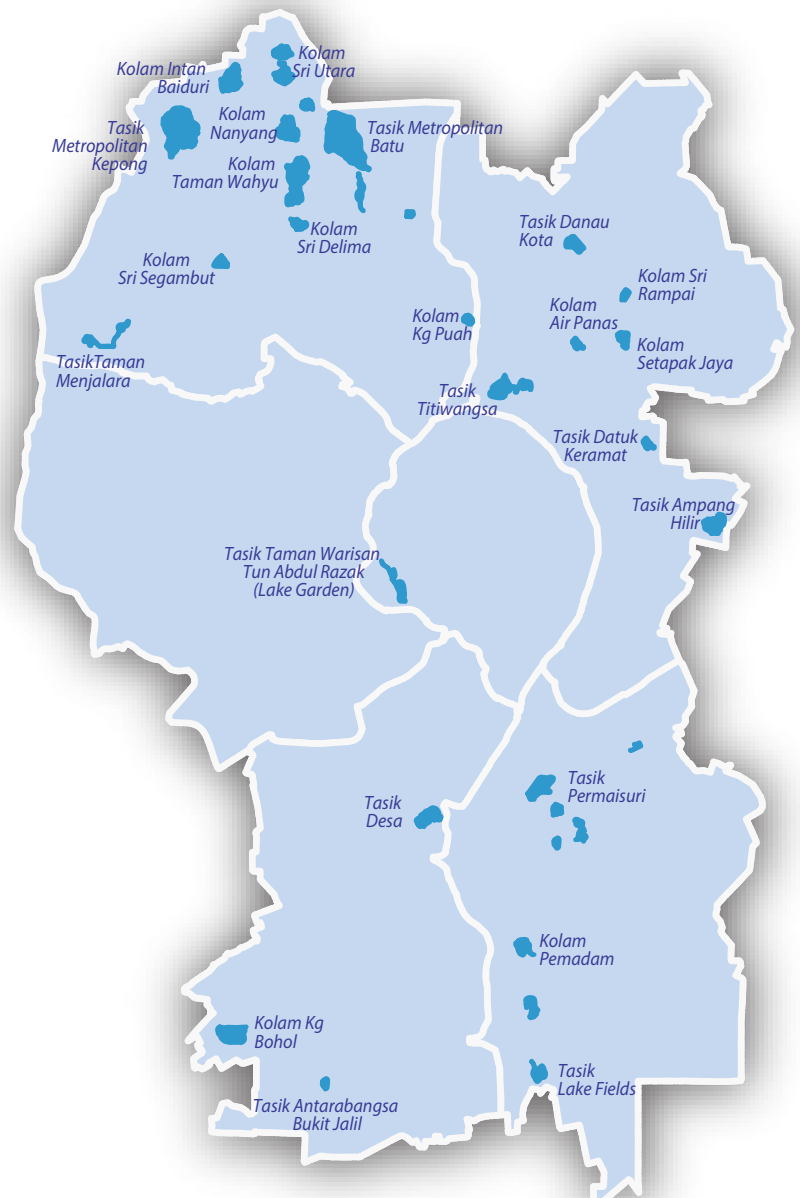 Kolam
Sri Utara
Kolam Intan
Baiduri
Tasik
Metropolitan
Kepong
Kolam
Nanyang
Tasik Metropolitan
Batu
Kolam
Taman Wahyu
Kolam
Sri Delima
Kolam
Sri Segambut
TasikTaman
Menjalara
Kolam
Kg Puah
Tasik Danau
Kota
Kolam Sri
Rampai
Kolam
Air Panas
Kolam
Setapak Jaya
Tasik
Titiwangsa
Tasik Datuk
Keramat
Tasik Ampang
Hilir
Tasik Taman Warisan
Tun Abdul Razak
(Lake Garden)
Tasik
Permaisuri
Tasik
Desa
Kolam
Pemadam
Kolam Kg
Bohol
Tasik
Lake Fields
Tasik Antarabangsa
Bukit Jalil